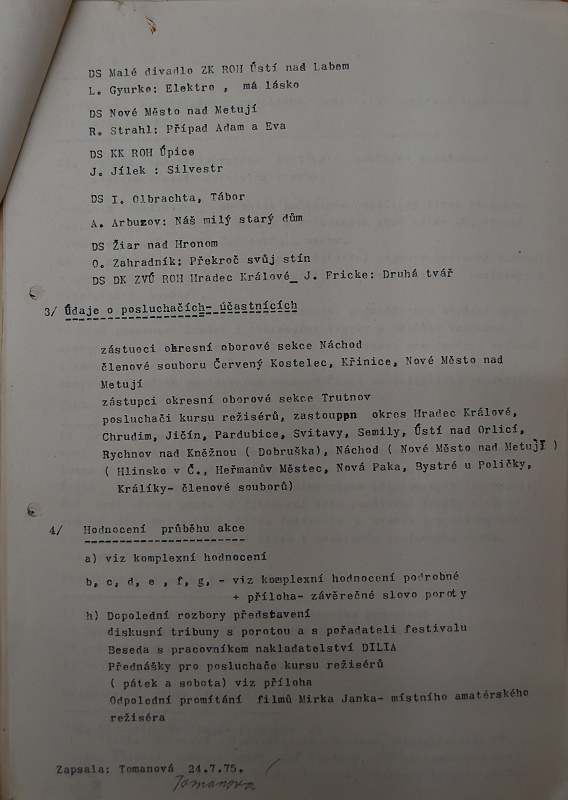 DS Malé divadlo ZK ROH Ústí nad Labem
L. Gyurko: Elektro , má lásko
DS Nové Město nad Metují
R. Strahl: Případ Adam a Eva
DS KK ROH Úpice
J. Jílek : Silvestr
DS I. Olbrachta, Tábor
A. Arbuzov: Náš milý starý dům
DS Žiar nad Hronom
O. Zahradník: Překroč svůj stín
DS DK ZVÚ ROH Hradec Králové_ J. Fricke: Druhá tvář
3/ Údaje o posluchačích- účastnících
zástuoci okresní oborové sekce Náchod
členové souboru Červený Kostelec, Křinice, Nové Město nad
Metují
zástupci okresní oborové sekce Trutnov
posluchači kursu režisérů, zastouppn okres Hradec Králové,
Chrudim, Jičín, Pardubice, Svitavy, Semily, Ústí nad Orlicí,
Rychnov nad Kněžnou ( Dobruška), Náchod ( Nové Město nad Metují )
( Hlinsko v Č., Heřmanův Městec, Nová Paka, Bystré u Poličky,
Králíky- členové souborů)
4/ Hodnocení průběhu akce
a) viz komplexní hodnocení
b, c, d, e , f, g, - viz komplexní hodnocení podrobné
+ příloha- závěrečné slovo poroty
h) Dopolední rozbory představení
diskusní tribuny s porotou a s pořadateli festivalu
Beseda s pracovníkem nakladatelství DILIA
Přednášky pro posluchače kursu režisérů
( pátek a sobota) viz příloha
Odpolední promítání filmů Mirka Janka- místního amatérského
režiséra
Zapsala: Tomanová 24.7.75.
Tomanova